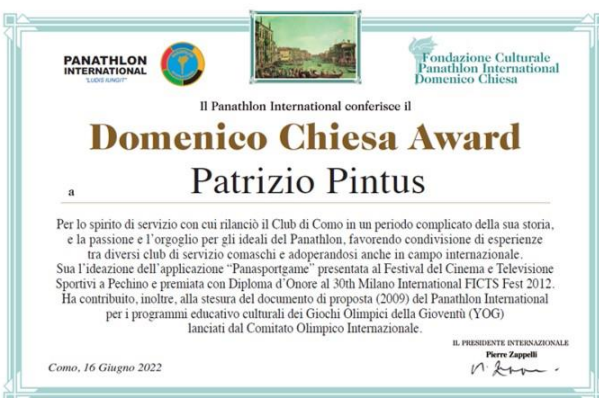 PANATHLON
INTERNATIONAL
"LUDIS IUNGIT"
Fondazione Culturale
Panathlon International
Domenico Chiesa
Il Panathlon International conferisce il
Domenico Chiesa Award
a Patrizio Pintus
Per lo spirito di servizio con cui rilanciò il Club di Como in un periodo complicato della sua storia,
e la passione e l'orgoglio per gli ideali del Panathlon, favorendo condivisione di esperienze
tra diversi club di servizio comaschi e adoperandosi anche in campo internazionale.
Sua l'ideazione dell'applicazione “Panasportgame” presentata al Festival del Cinema e Televisione
Sportivi a Pechino e premiata con Diploma d'Onore al 30th Milano International FICTS Fest 2012.
Ha contribuito, inoltre, alla stesura del documento di proposta (2009) del Panathlon International
per i programmi educativo culturali dei Giochi Olimpici della Gioventù (YOG)
lanciati dal Comitato Olimpico Internazionale.
IL PRESIDENTE INTERNAZIONALE
Pierre Zappelli
Como, 16 Giugno 2022